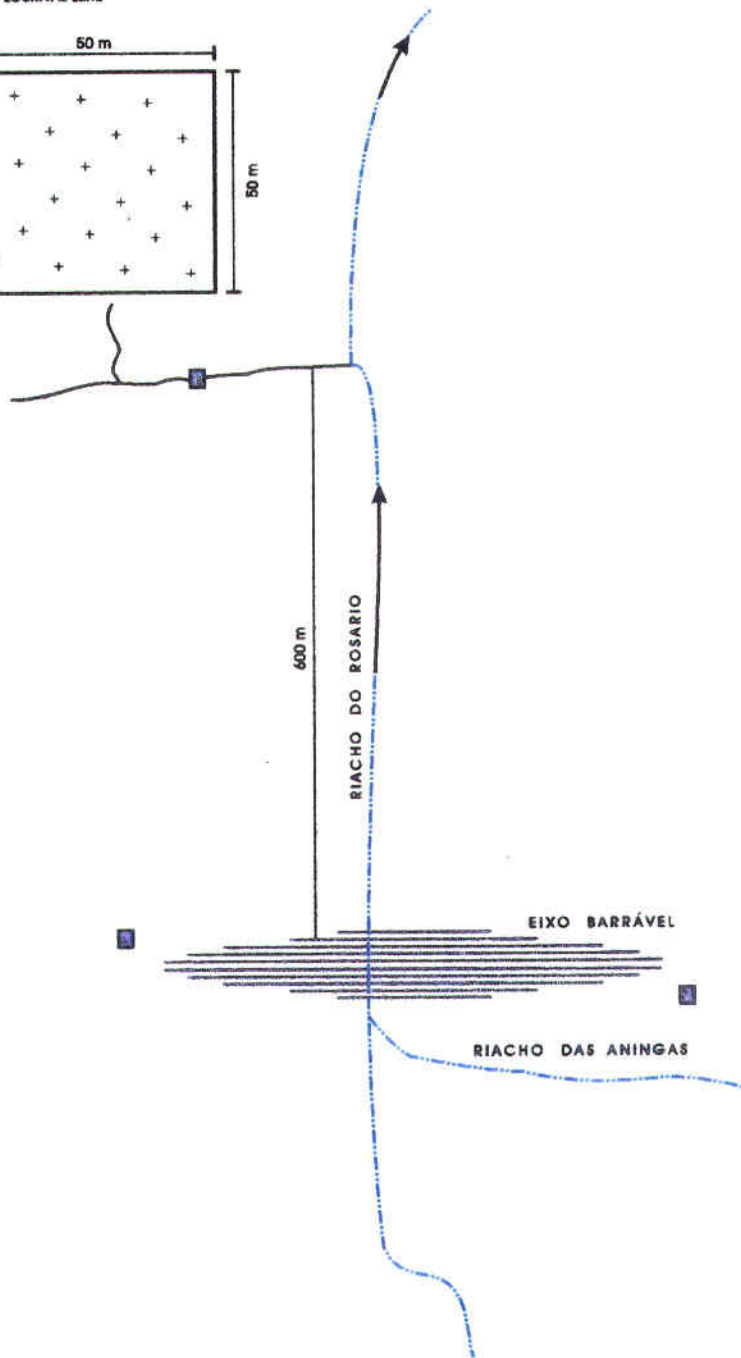 50 m
50 m
600 m
RIACHO DO ROSARIO
EIXO BARRÁVEL
RIACHO DAS ANINGAS